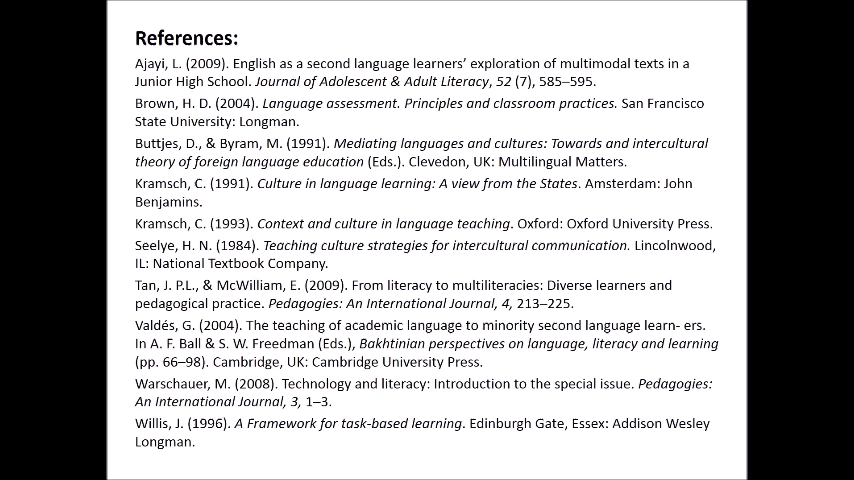 References:
Ajayi, L. (2009). English as a second language learners’ exploration of multimodal texts in a
Junior High School. Journal of Adolescent & Adult Literacy, 52 (7), 585–595.
Brown, H. D. (2004). Language assessment. Principles and classroom practices. San Francisco
State University: Longman.
Buttjes, D., & Byram, M. (1991). Mediating languages and cultures: Towards and intercultural
theory of foreign language education (Eds.). Clevedon, UK: Multilingual Matters.
Kramsch, C. (1991). Culture in language learning: A view from the States. Amsterdam: John
Benjamins.
Kramsch, C. (1993). Context and culture in language teaching. Oxford: Oxford University Press.
Seelye, H. N. (1984). Teaching culture strategies for intercultural communication. Lincolnwood,
IL: National Textbook Company.
Tan, J. P.L., & McWilliam, E. (2009). From literacy to multiliteracies: Diverse learners and
pedagogical practice. Pedagogies: An International Journal, 4, 213–225.
Valdés, G. (2004). The teaching of academic language to minority second language learn- ers.
In A. F. Ball & S. W. Freedman (Eds.), Bakhtinian perspectives on language, literacy and learning
(pp. 66–98). Cambridge, UK: Cambridge University Press.
Warschauer, M. (2008). Technology and literacy: Introduction to the special issue. Pedagogies:
An International Journal, 3, 1–3.
Willis, J. (1996). A Framework for task-based learning. Edinburgh Gate, Essex: Addison Wesley
Longman.